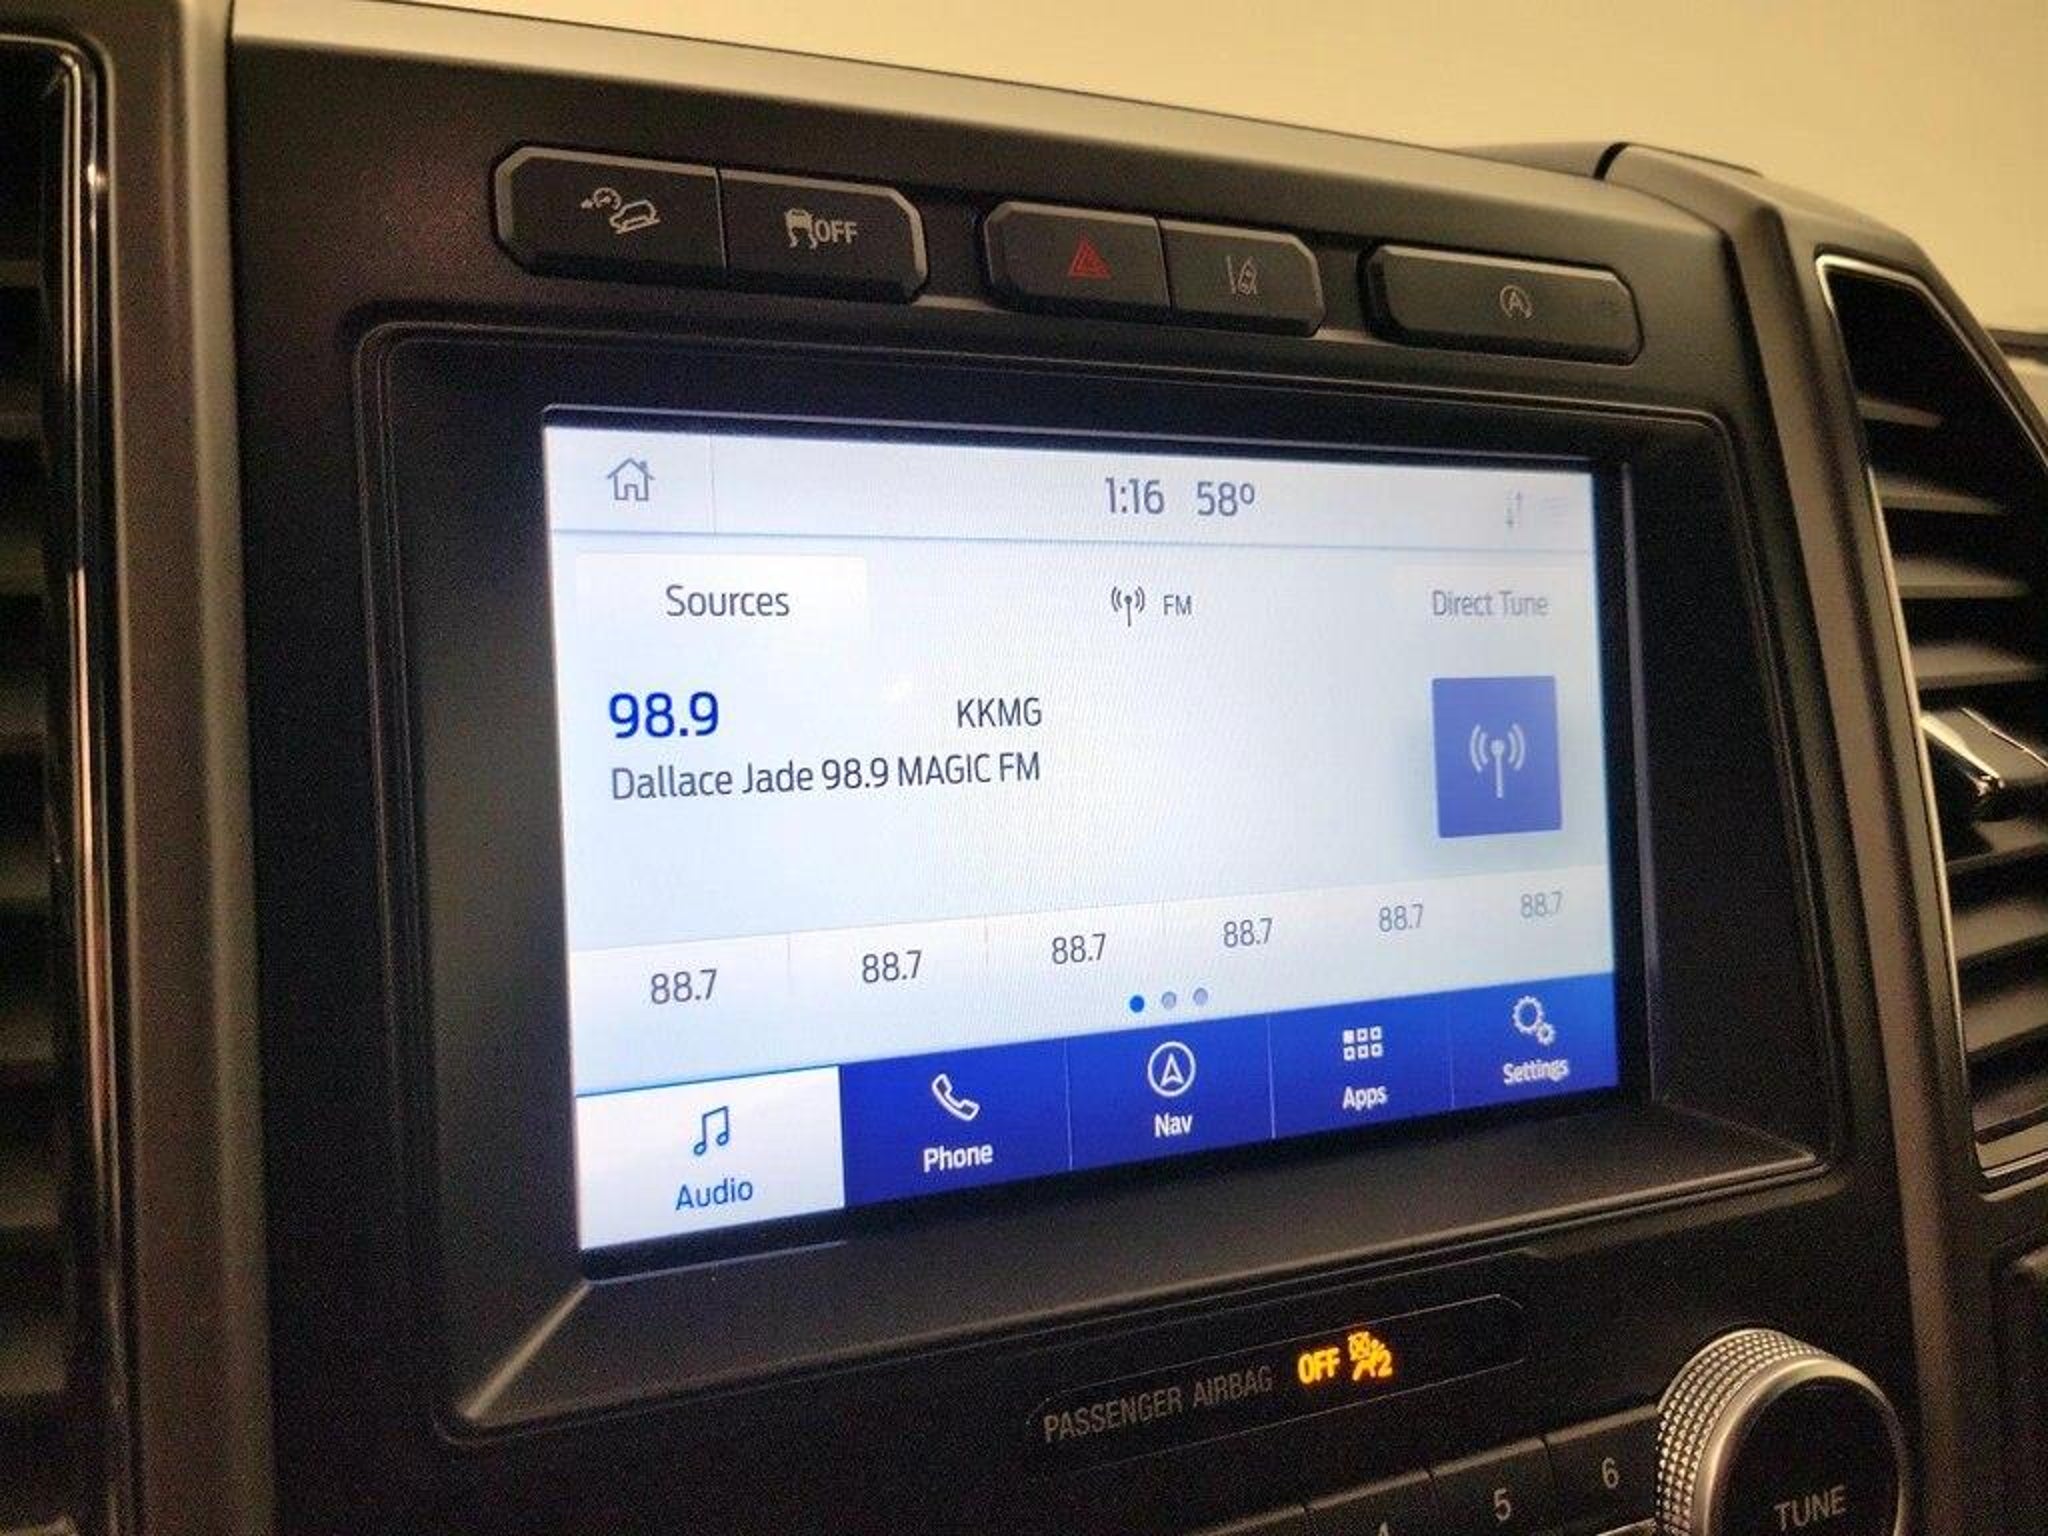 OFF
1:16 58º
Sources FM Direct Tune
98.9 KKMG
Dallace Jade 98.9 MAGIC FM
88.7 88.7 88.7 88.7 88.7 88.7
Audio Phone Nav Apps Settings
PASSENGER AIRBAG OFF 2
5 6
TUNE